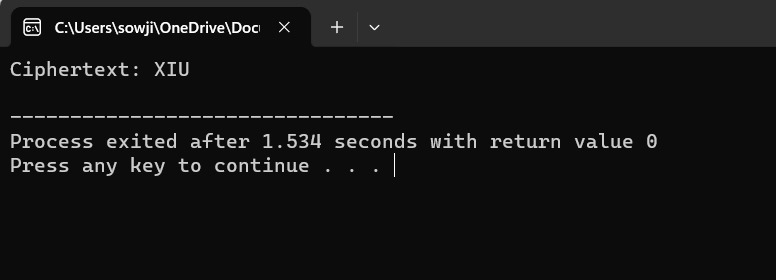 C:\Users\sowji\OneDrive\Docu
Ciphertext: XIU
--------------------------------
Process exited after 1.534 seconds with return value 0
Press any key to continue . . .